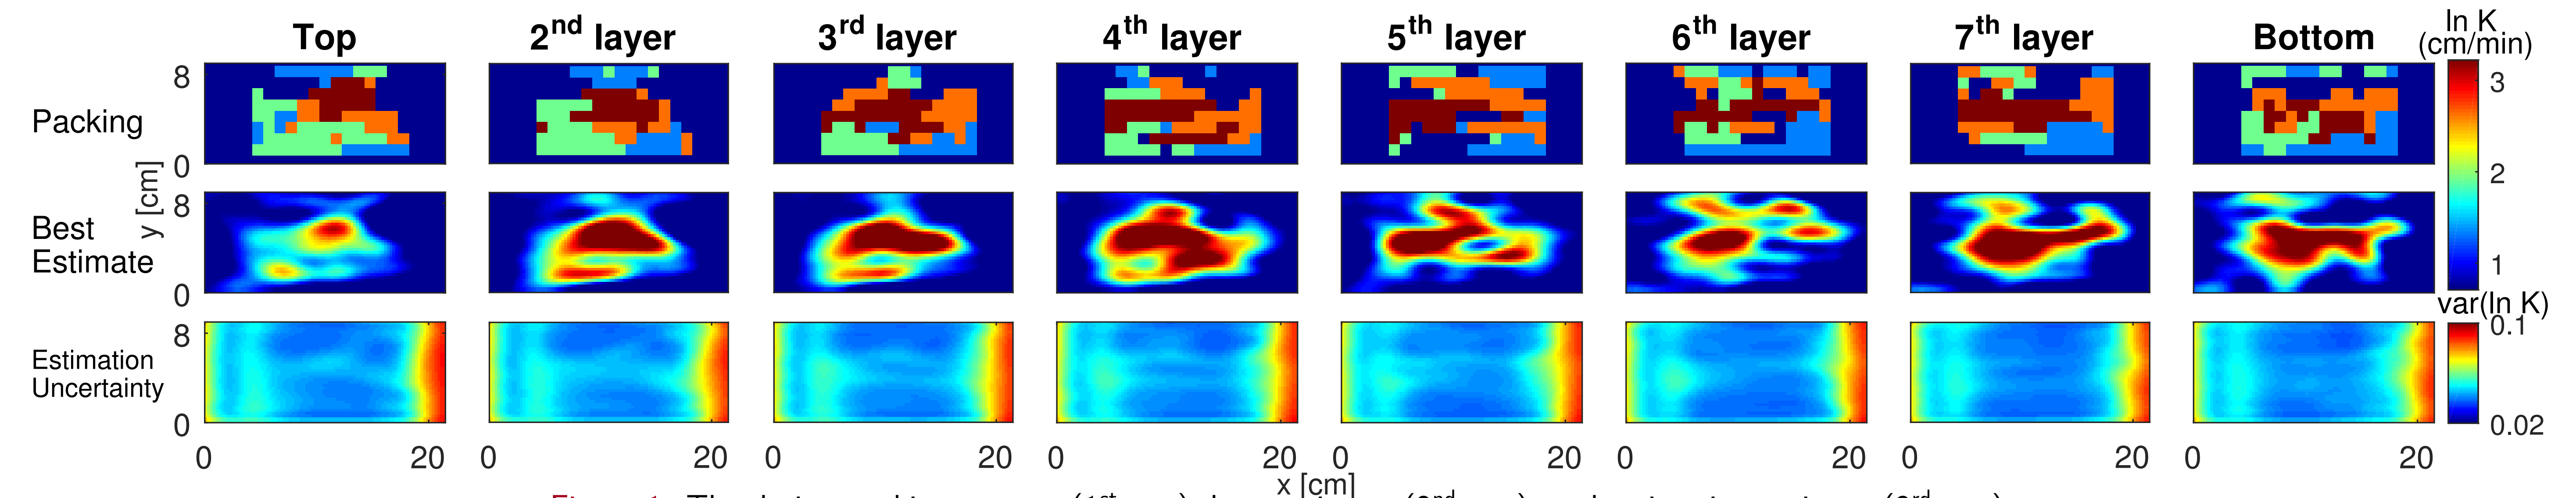 Top 2nd layer 3rd layer 4th layer 5th layer 6th layer 7th layer Bottom
ln K
(cm/min)
Packing
8
0
3
2
1
y [cm]
Best
Estimate
8
0
var(ln K)
Estimation
Uncertainty
8
0
0.1
0.02
0 20 0 20 0 20 0 20 0 20 0 20 0 20 0 20
x [cm]